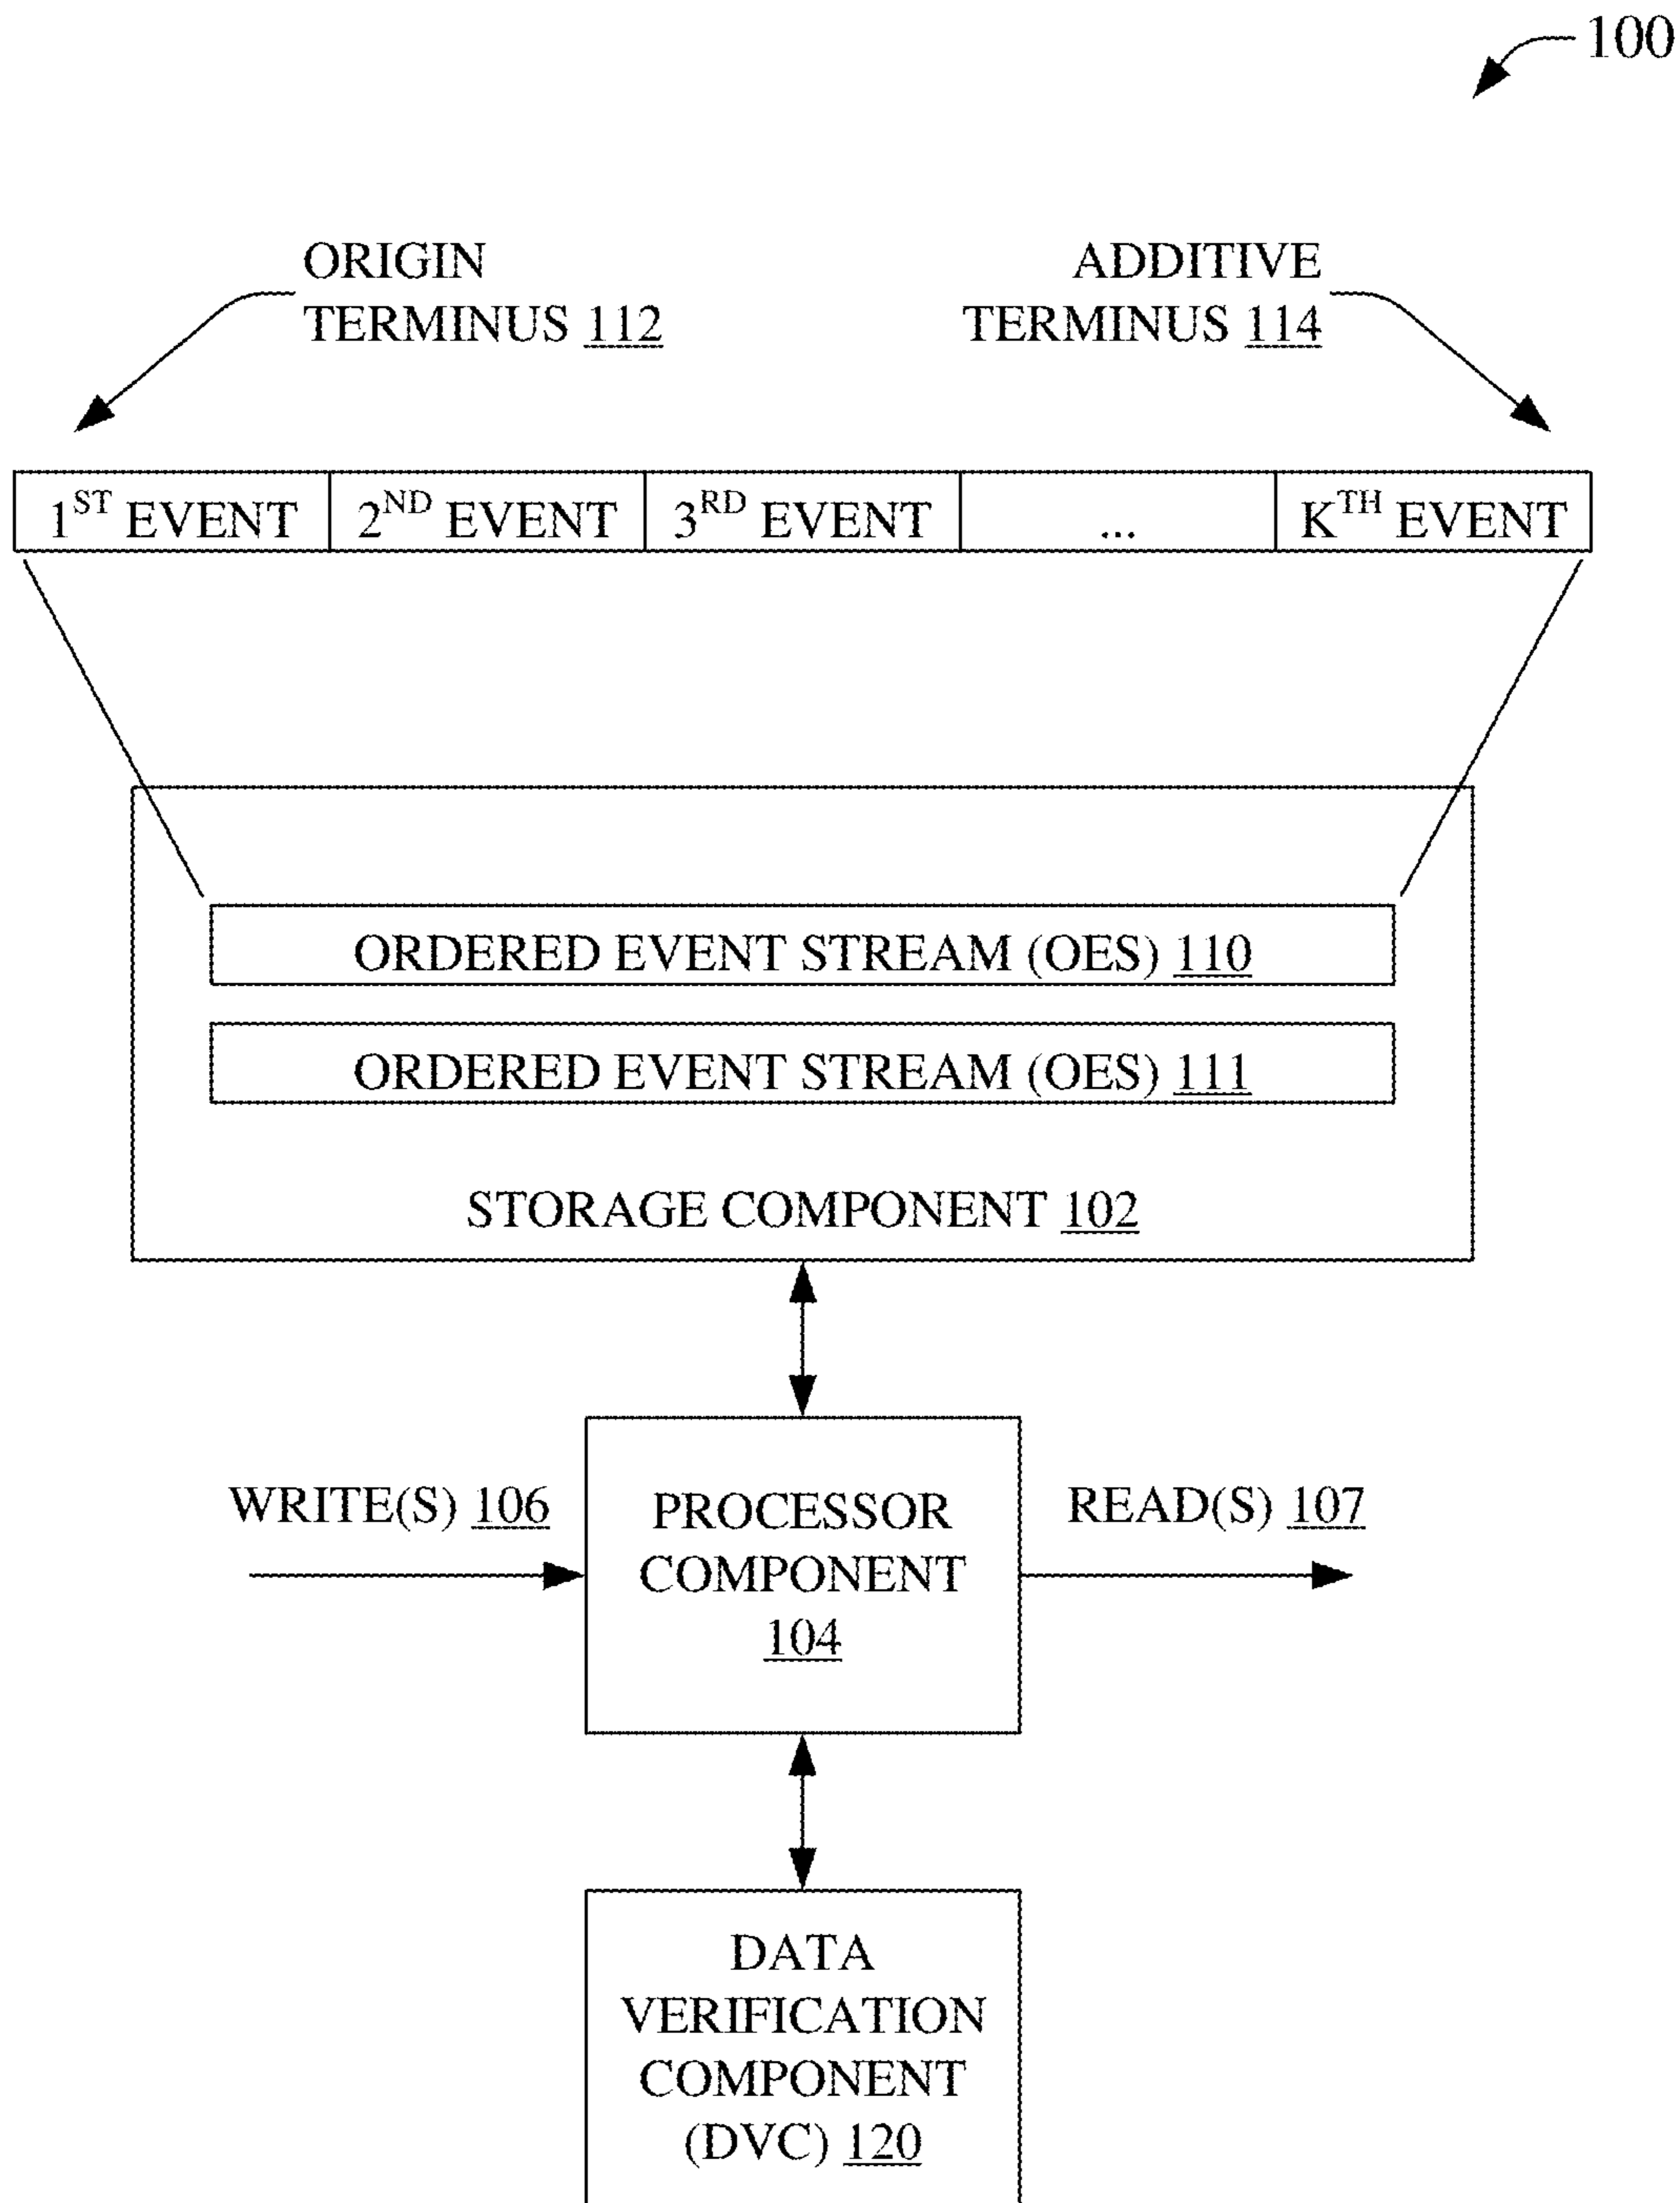 100
ORIGIN
TERMINUS 112
ADDITIVE
TERMINUS 114
1ST EVENT 2ND EVENT 3RD EVENT ... KTH EVENT
ORDERED EVENT STREAM (OES) 110
ORDERED EVENT STREAM (OES) 111
STORAGE COMPONENT 102
WRITE(S) 106
PROCESSOR
COMPONENT
104
READ(S) 107
DATA
VERIFICATION
COMPONENT
(DVC) 120